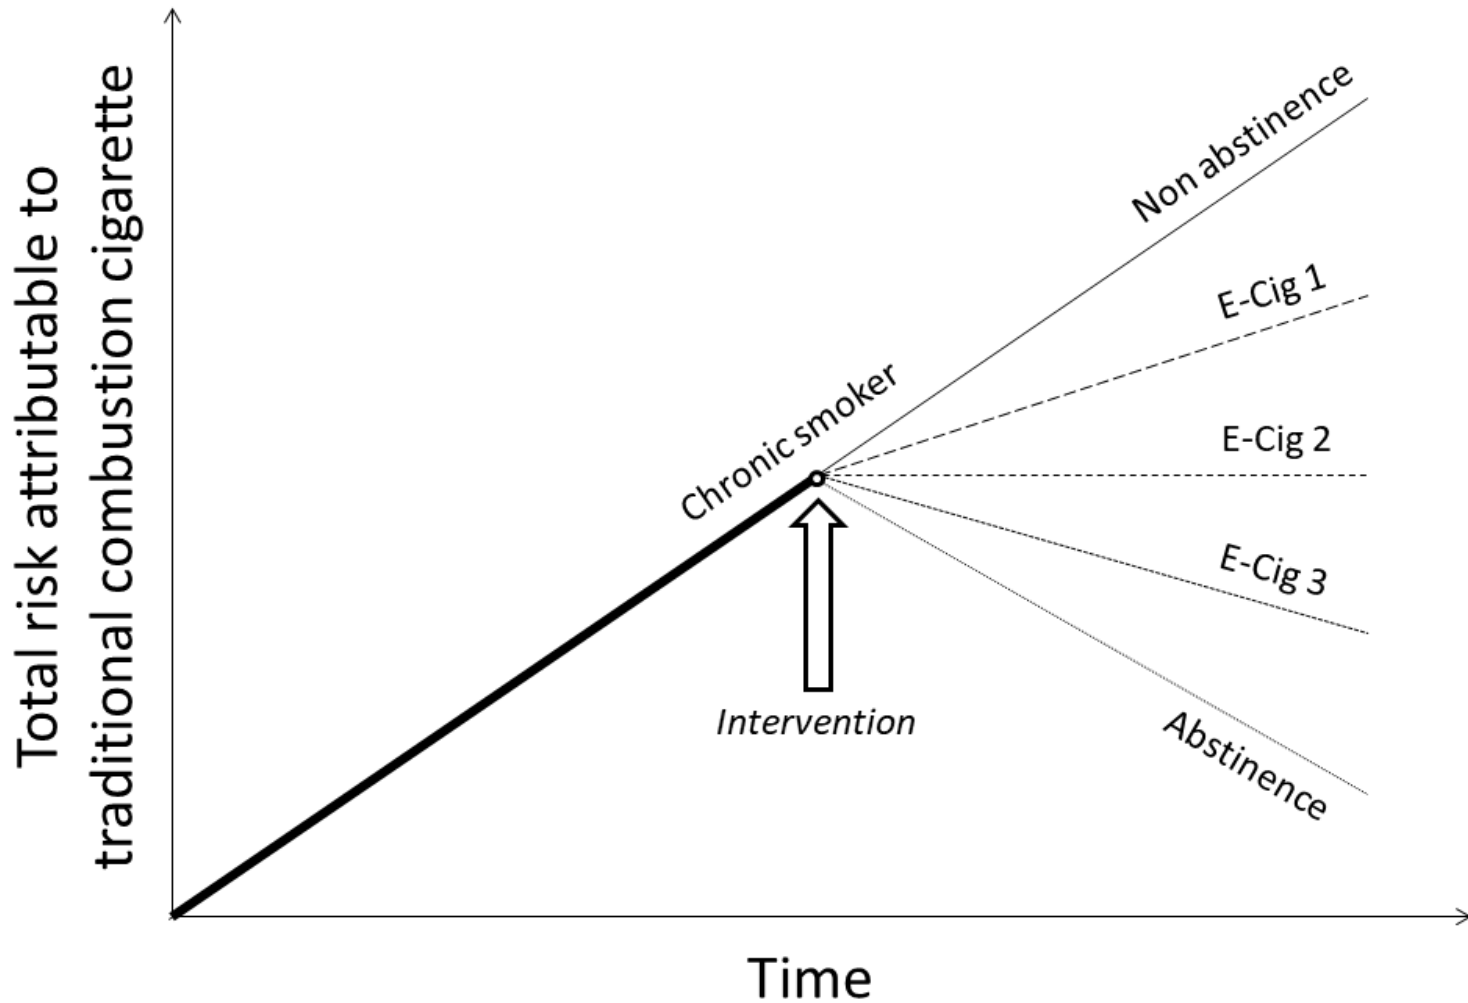 Total risk attributable to
traditional combustion cigarette
Non abstinence
E-Cig 1
Chronic smoker
E-Cig 2
E-Cig 3
Intervention
Abstinence
Time